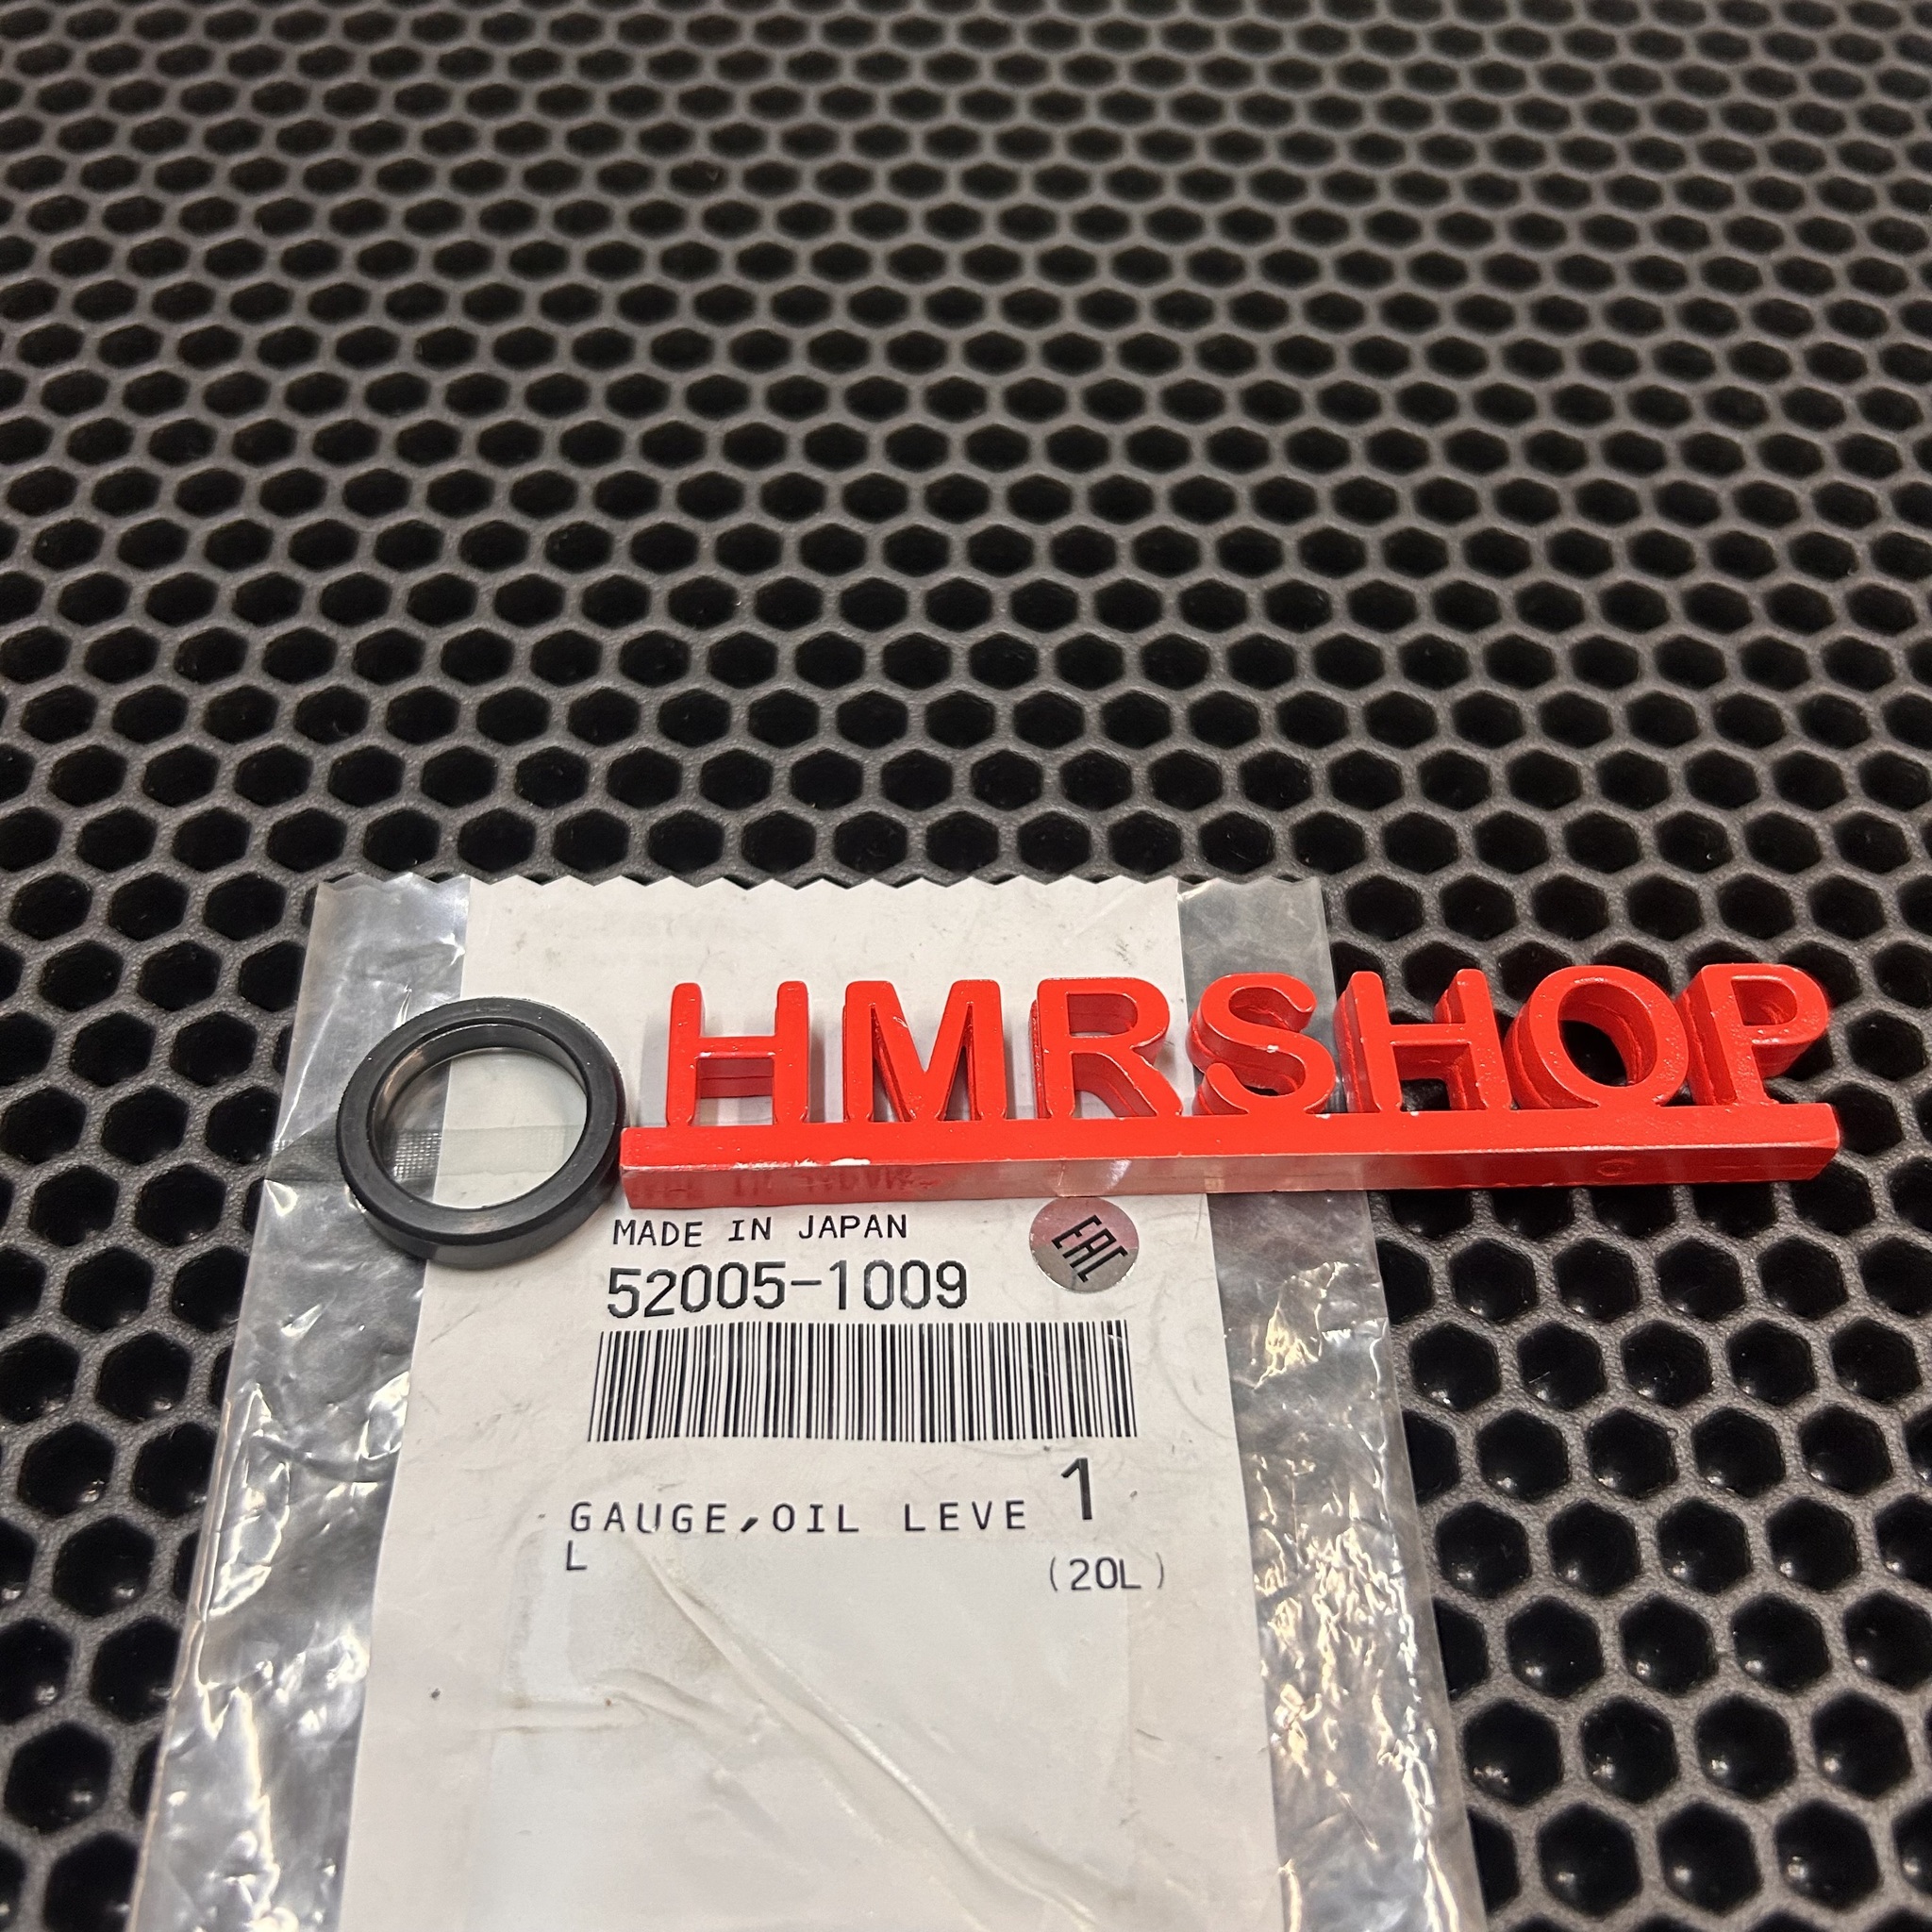 HMRSHOP
MADE IN JAPAN
EAC
52005-1009
GAUGE,OIL LEVE 1
L
(20L)